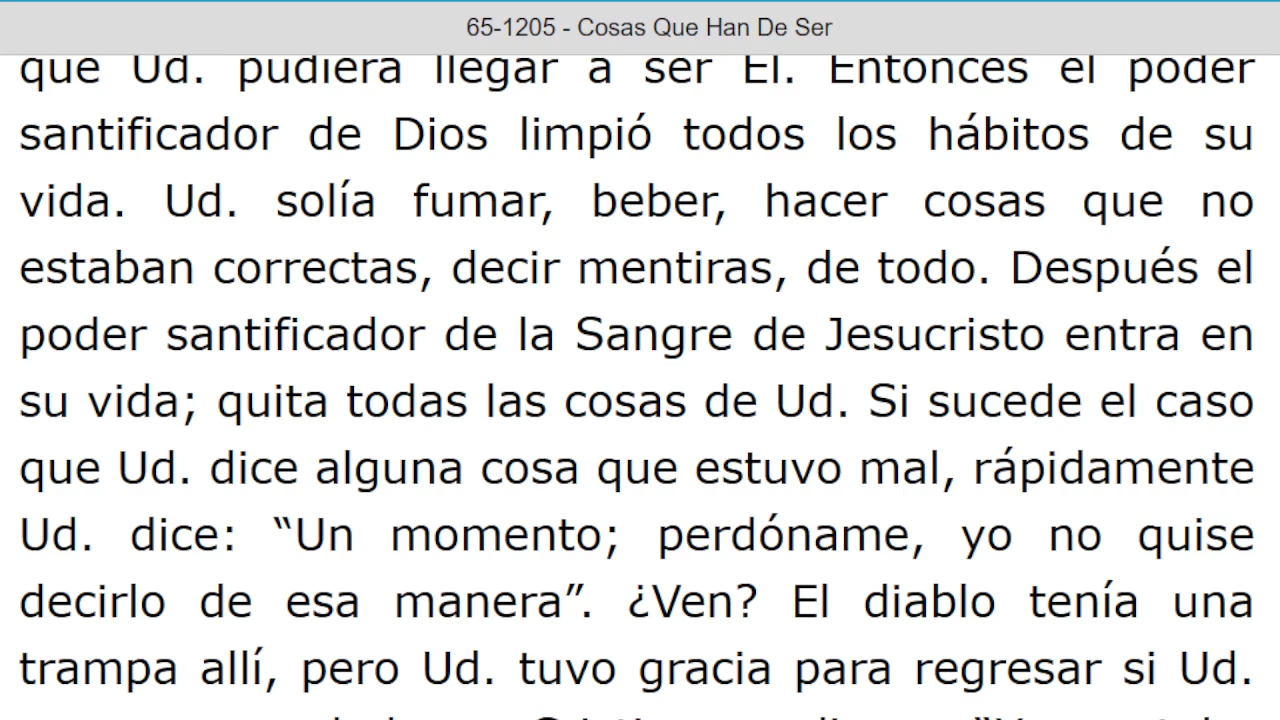 65-1205 - Cosas Que Han De Ser
que Ud. pudiera llegar a ser El. Entonces el poder
santificador de Dios limpió todos los hábitos de su
vida. Ud. solía fumar, beber, hacer cosas que no
estaban correctas, decir mentiras, de todo. Después el
poder santificador de la Sangre de Jesucristo entra en
su vida; quita todas las cosas de Ud. Si sucede el caso
que Ud. dice alguna cosa que estuvo mal, rápidamente
Ud. dice: “Un momento; perdóname, yo no quise
decirlo de esa manera”. ¿Ven? El diablo tenía una
trampa allí, pero Ud. tuvo gracia para regresar si Ud.